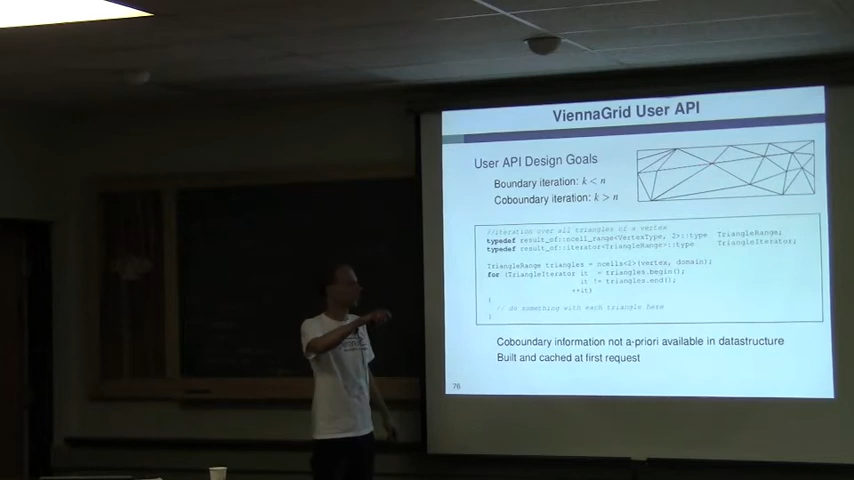 ViennaGrid User API
User API Design Goals
Boundary iteration: k < n
Coboundary iteration: k > n
//iteration over all triangles of a vertex
typedef result_of::ncell_range<VertexType, 2>::type TriangleRange;
typedef result_of::iterator<TriangleRange>::type TriangleIterator;
TriangleRange triangles = ncells<2>(vertex, domain);
for (TriangleIterator it = triangles.begin();
it != triangles.end();
++it)
{
// do something with each triangle here
}
Coboundary information not a-priori available in datastructure
Built and cached at first request
76